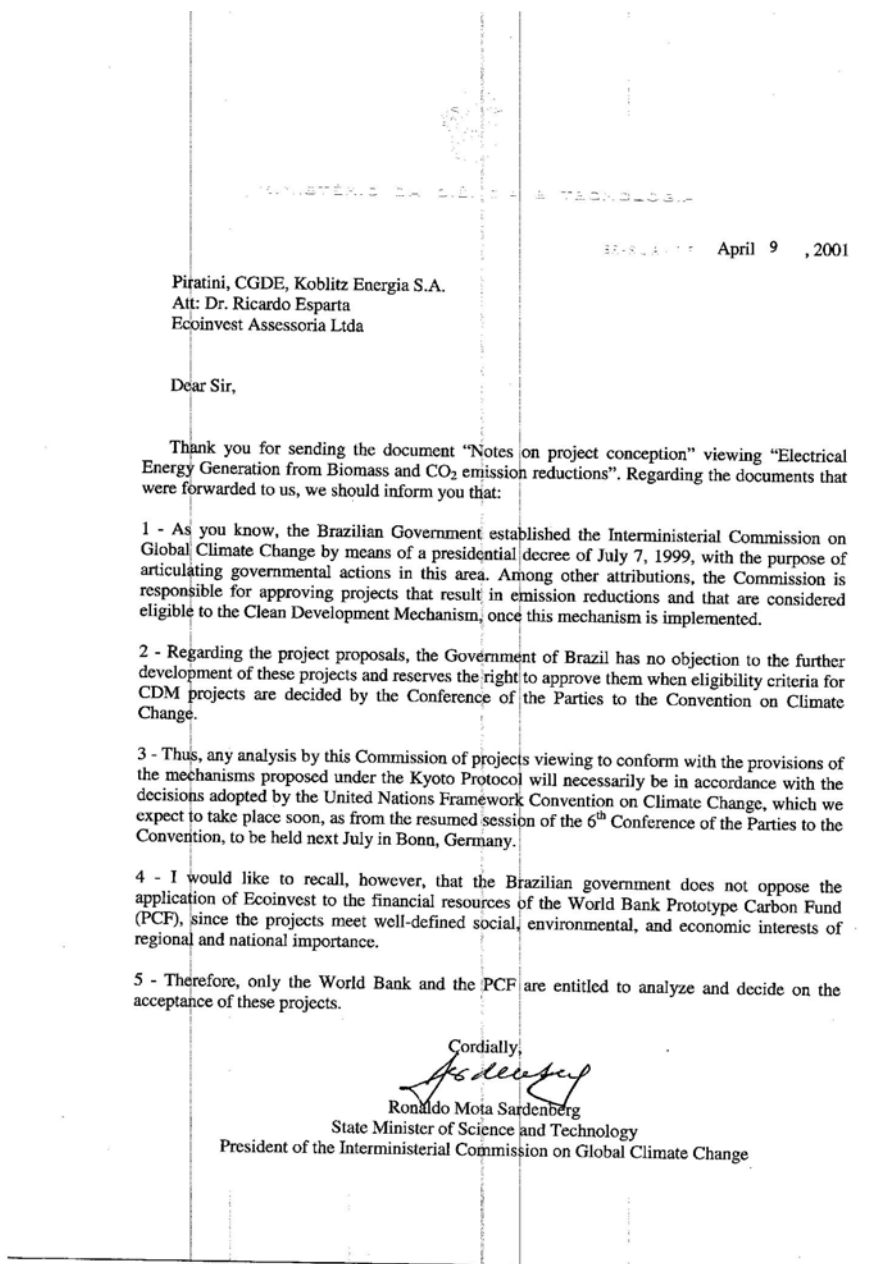 MINISTÉRIO DA CIÊNCIA E TECNOLOGIA
April 9 , 2001
Piratini, CGDE, Koblitz Energia S.A.
Att: Dr. Ricardo Esparta
Ecoinvest Assessoria Ltda
Dear Sir,
Thank you for sending the document “Notes on project conception” viewing “Electrical
Energy Generation from Biomass and CO₂ emission reductions”. Regarding the documents that
were forwarded to us, we should inform you that:
1 - As you know, the Brazilian Government established the Interministerial Commission on
Global Climate Change by means of a presidential decree of July 7, 1999, with the purpose of
articulating governmental actions in this area. Among other attributions, the Commission is
responsible for approving projects that result in emission reductions and that are considered
eligible to the Clean Development Mechanism, once this mechanism is implemented.
2 - Regarding the project proposals, the Government of Brazil has no objection to the further
development of these projects and reserves the right to approve them when eligibility criteria for
CDM projects are decided by the Conference of the Parties to the Convention on Climate
Change.
3 - Thus, any analysis by this Commission of projects viewing to conform with the provisions of
the mechanisms proposed under the Kyoto Protocol will necessarily be in accordance with the
decisions adopted by the United Nations Framework Convention on Climate Change, which we
expect to take place soon, as from the resumed session of the 6th Conference of the Parties to the
Convention, to be held next July in Bonn, Germany.
4 - I would like to recall, however, that the Brazilian government does not oppose the
application of Ecoinvest to the financial resources of the World Bank Prototype Carbon Fund
(PCF), since the projects meet well-defined social, environmental, and economic interests of
regional and national importance.
5 - Therefore, only the World Bank and the PCF are entitled to analyze and decide on the
acceptance of these projects.
Cordially,
Ronaldo Mota Sardenberg
State Minister of Science and Technology
President of the Interministerial Commission on Global Climate Change